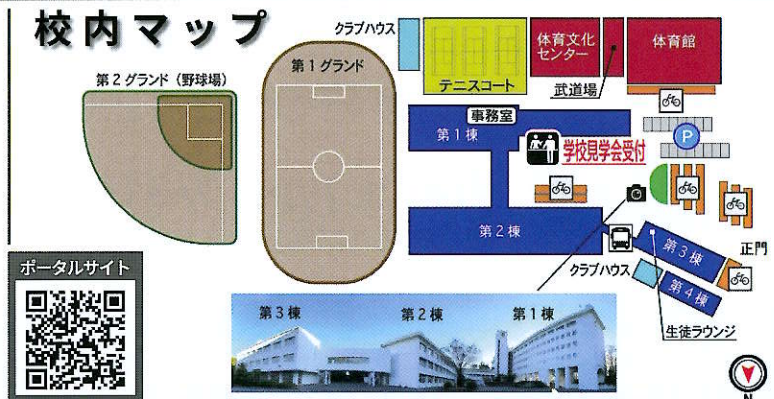 校内マップ
クラブハウス
第1グランド
第2グランド(野球場)
テニスコート
体育文化
センター
武道場
体育館
事務室
第1棟
学校見学会受付
P
第2棟
第3棟
正門
クラブハウス
第4棟
生徒ラウンジ
ポータルサイト
第3棟
第2棟
第1棟
N